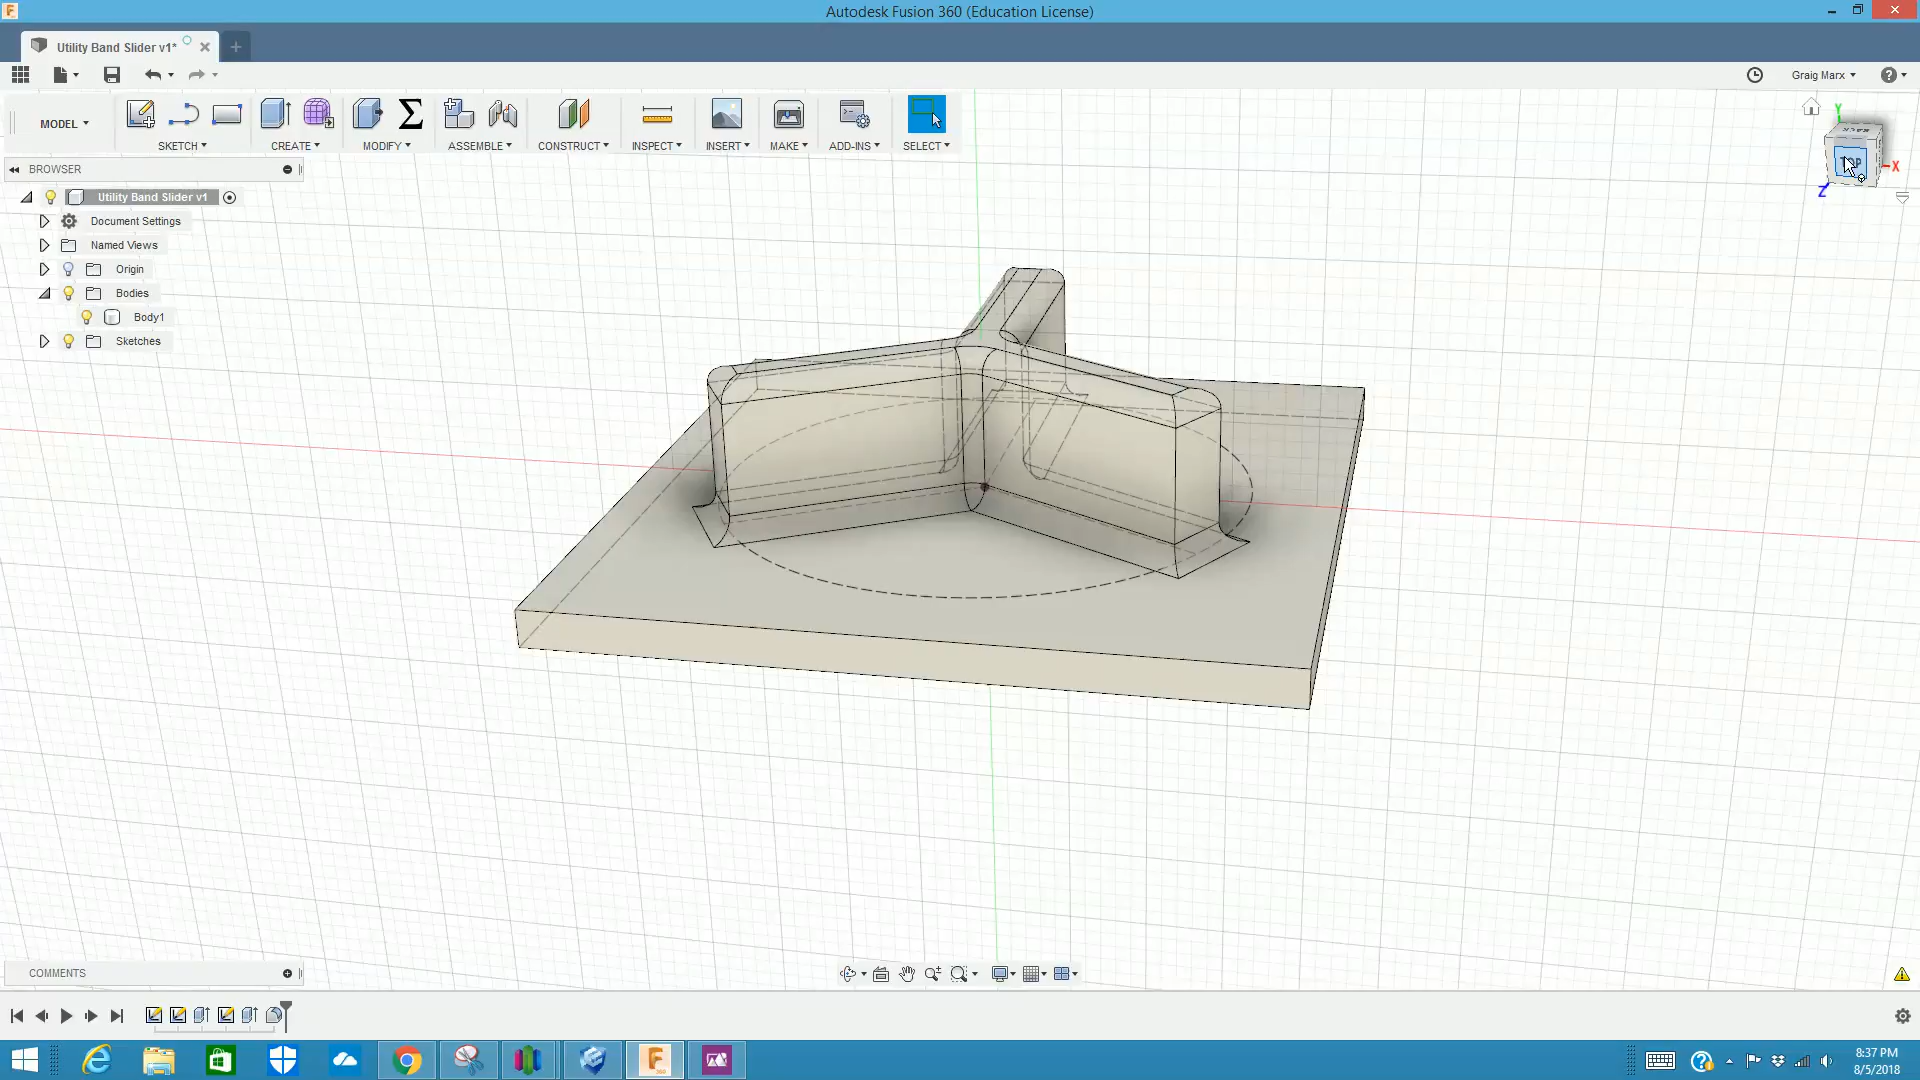 Autodesk Fusion 360 (Education License)
Utility Band Slider v1*
Graig Marx
MODEL
SKETCH
CREATE
MODIFY
ASSEMBLE
CONSTRUCT
INSPECT
INSERT
MAKE
ADD-INS
SELECT
BROWSER
Utility Band Slider v1
Document Settings
Named Views
Origin
Bodies
Body1
Sketches
Y
BACK
TOP
X
Z
COMMENTS
8:37 PM
8/5/2018